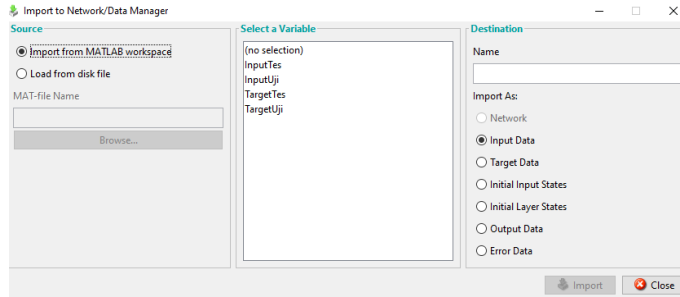 Import to Network/Data Manager
Source
Import from MATLAB workspace
Load from disk file
MAT-file Name
Browse...
Select a Variable
(no selection)
InputTes
InputUji
TargetTes
TargetUji
Destination
Name
Import As:
Network
Input Data
Target Data
Initial Input States
Initial Layer States
Output Data
Error Data
Import
Close